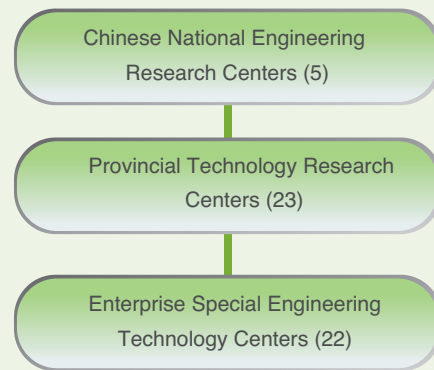 Chinese National Engineering
Research Centers (5)
Provincial Technology Research
Centers (23)
Enterprise Special Engineering
Technology Centers (22)